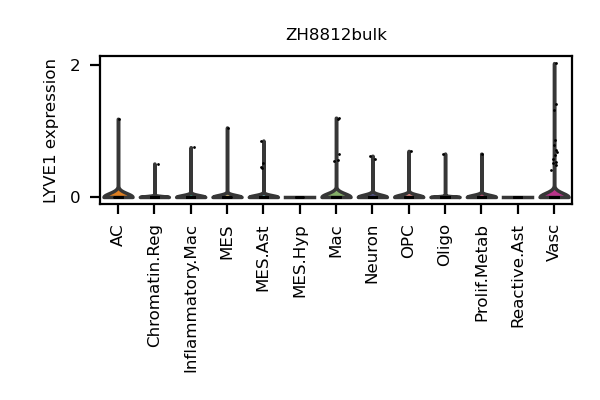 ZH8812bulk
LYVE1 expression
2
0
AC
Chromatin.Reg
Inflammatory.Mac
MES
MES.Ast
MES.Hyp
Mac
Neuron
OPC
Oligo
Prolif.Metab
Reactive.Ast
Vasc